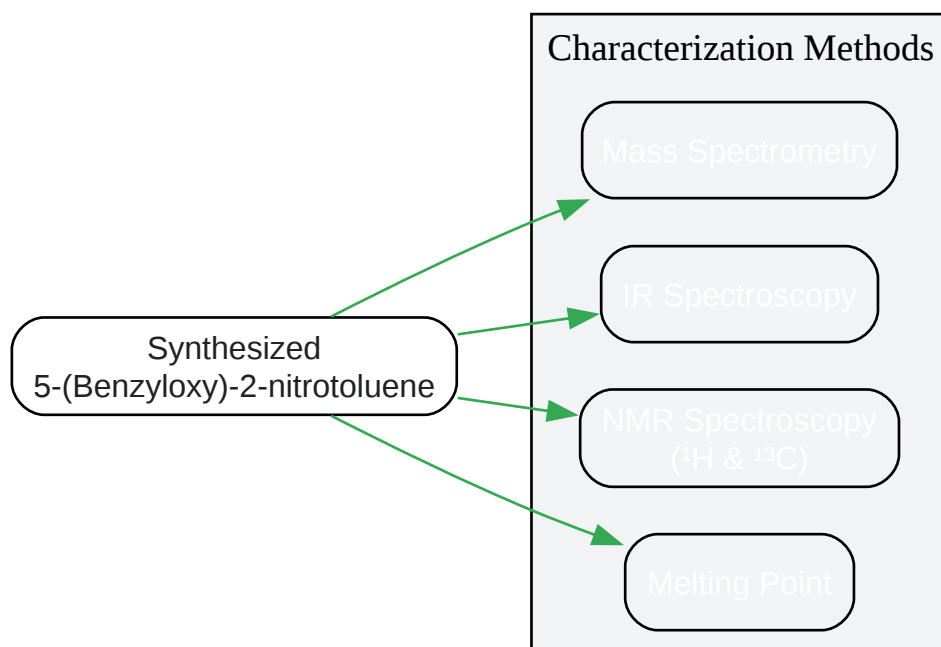 Characterization Methods
Mass Spectrometry
IR Spectroscopy
Synthesized
5-(Benzyloxy)-2-nitrotoluene
NMR Spectroscopy
(¹H & ¹³C)
Melting Point